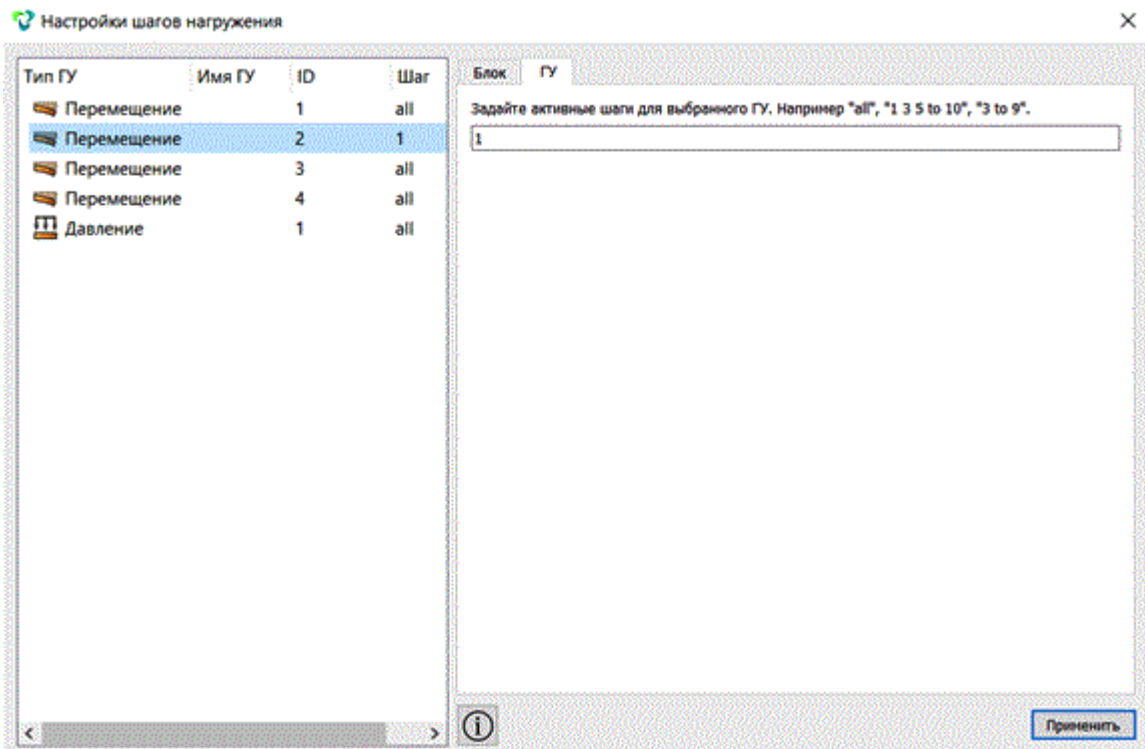 Настройки шагов нагружения
Тип ГУ Имя ГУ ID Шаг
Перемещение 1 all
Перемещение 2 1
Перемещение 3 all
Перемещение 4 all
Давление 1 all
Блок ГУ
Задайте активные шаги для выбранного ГУ. Например "all", "1 3 5 to 10", "3 to 9".
1
Применить